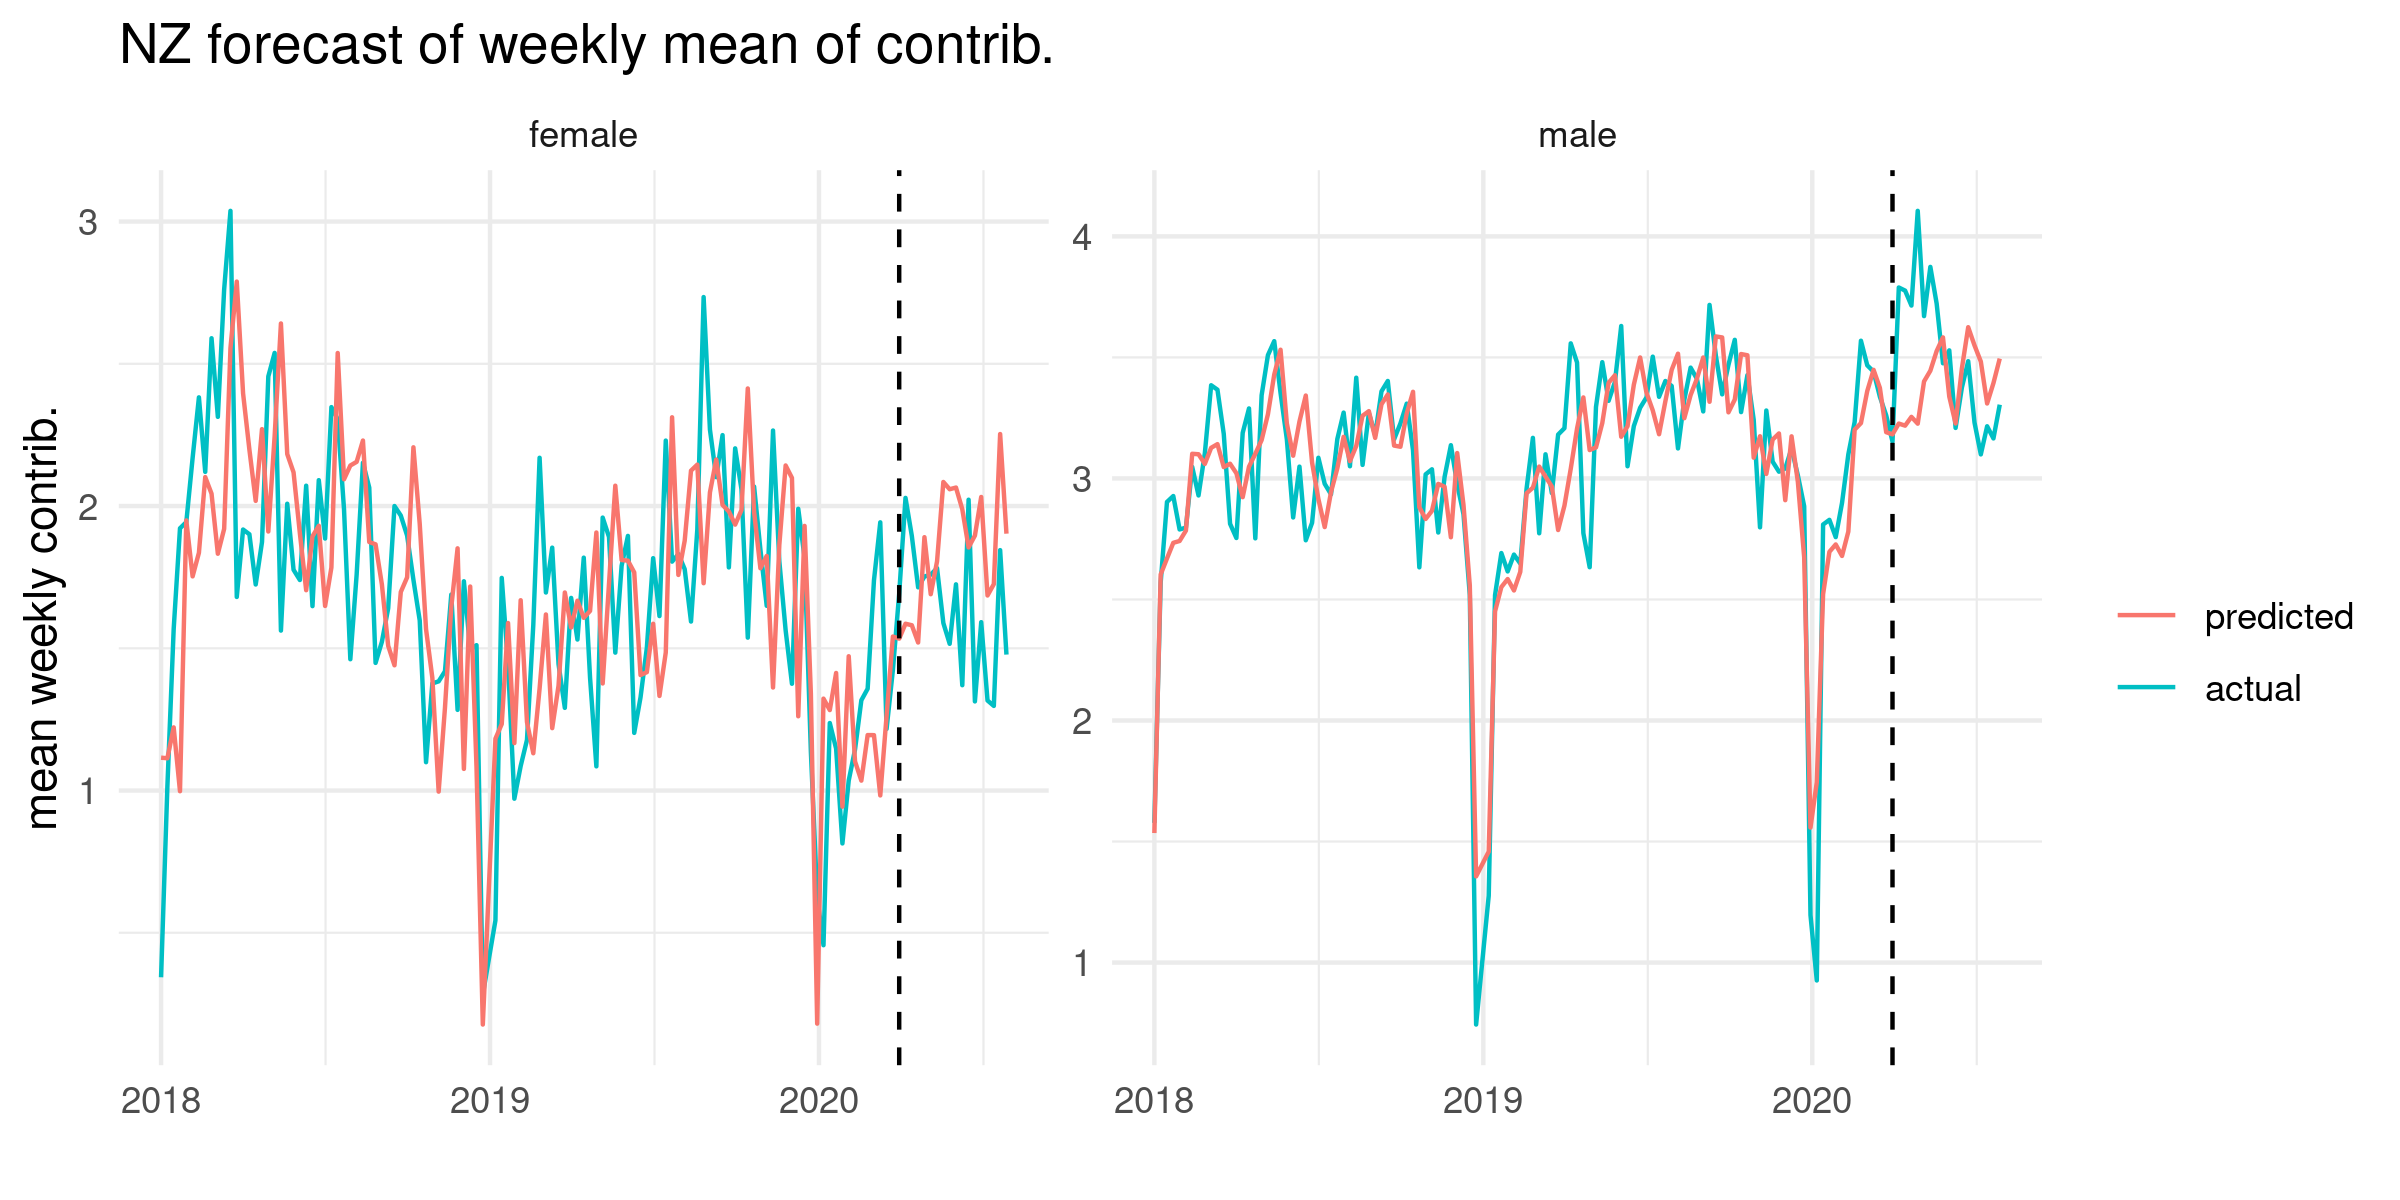 NZ forecast of weekly mean of contrib.
female
male
mean weekly contrib.
3
2
1
2018
2019
2020
4
3
2
1
2018
2019
2020
predicted
actual